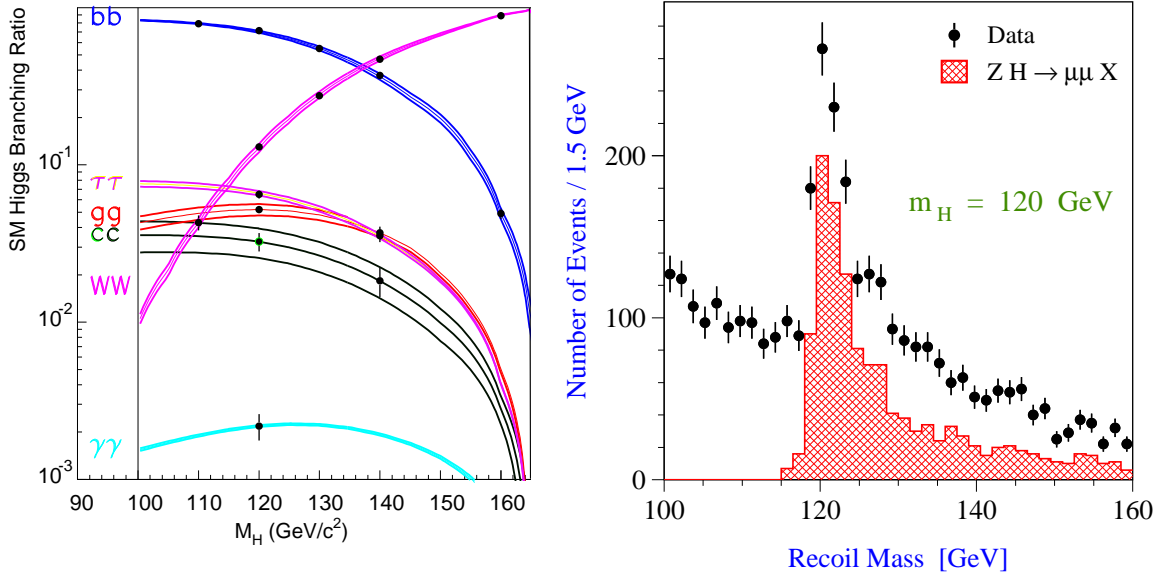 SM Higgs Branching Ratio
bb
ττ
gg
cc
WW
γγ
10^-1
10^-2
10^-3
90 100 110 120 130 140 150 160
M_H (GeV/c^2)
Number of Events / 1.5 GeV
200
100
0
Data
Z H → μμ X
m_H = 120 GeV
100 120 140 160
Recoil Mass [GeV]